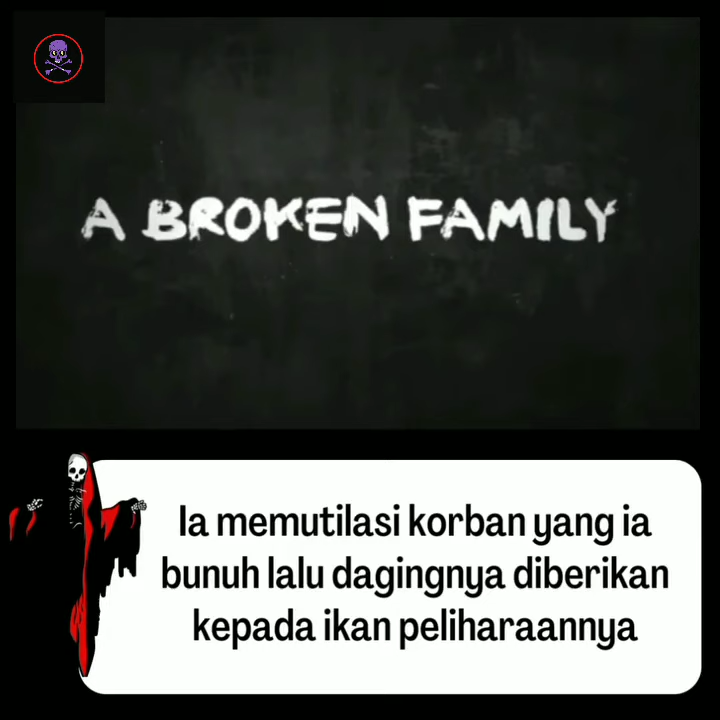 A BROKEN FAMILY
Ia memutilasi korban yang ia
bunuh lalu dagingnya diberikan
kepada ikan peliharaannya